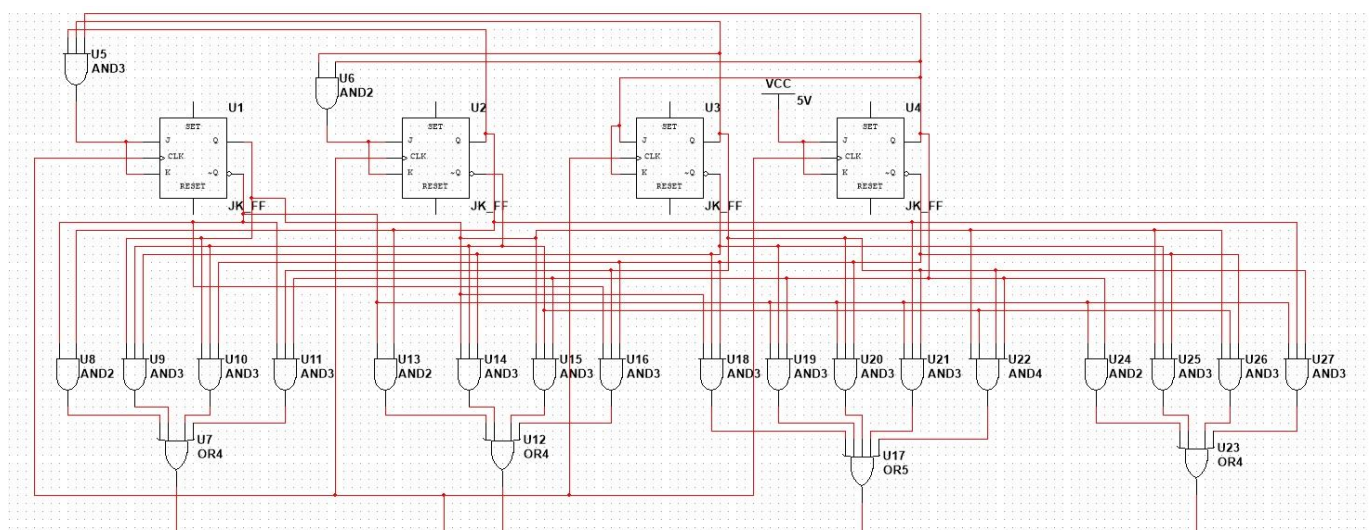 U5
AND3
U6
AND2
VCC
5V
U1
SET
J
Q
CLK
K
~Q
RESET
JK_FF
U2
SET
J
Q
CLK
K
~Q
RESET
JK_FF
U3
SET
J
Q
CLK
K
~Q
RESET
JK_FF
U4
SET
J
Q
CLK
K
~Q
RESET
JK_FF
U8
AND2
U9
AND3
U10
AND3
U11
AND3
U13
AND2
U14
AND3
U15
AND3
U16
AND3
U18
AND3
U19
AND3
U20
AND3
U21
AND3
U22
AND4
U24
AND2
U25
AND3
U26
AND3
U27
AND3
U7
OR4
U12
OR4
U17
OR5
U23
OR4